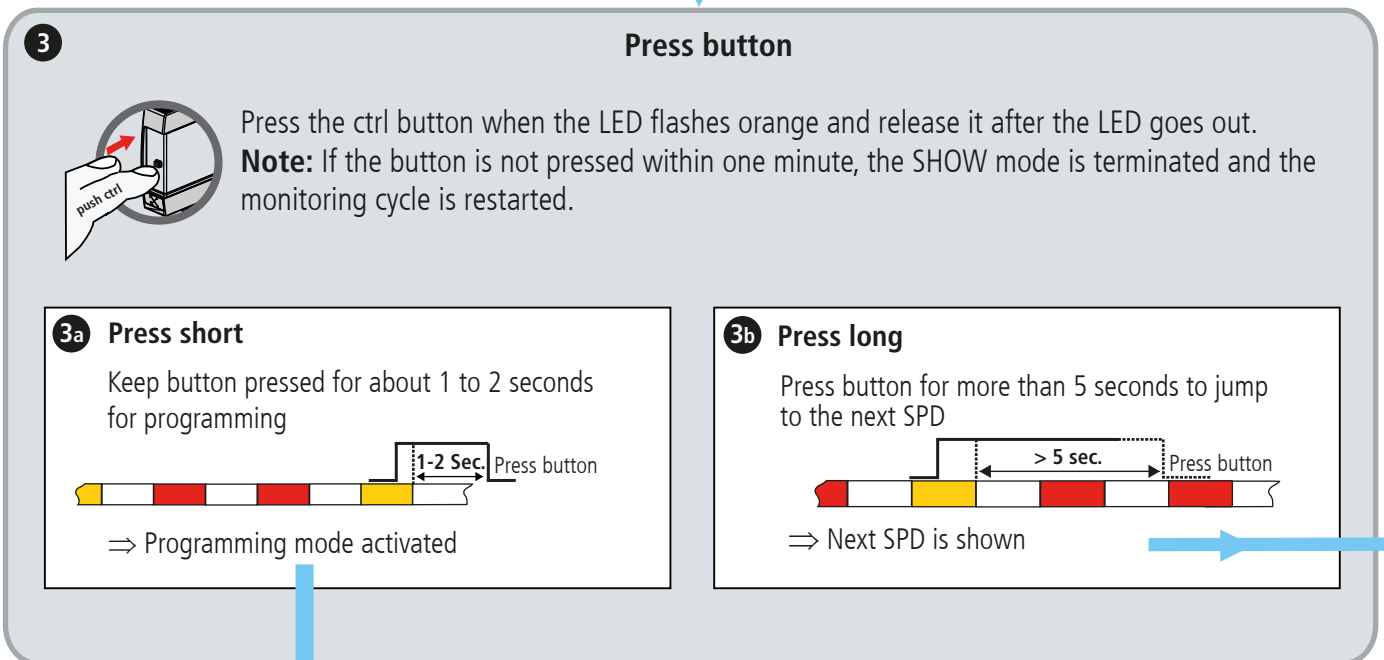 3
Press button
push ctrl
Press the ctrl button when the LED flashes orange and release it after the LED goes out.
Note: If the button is not pressed within one minute, the SHOW mode is terminated and the
monitoring cycle is restarted.
3a Press short
Keep button pressed for about 1 to 2 seconds
for programming
1-2 Sec. Press button
⇒ Programming mode activated
3b Press long
Press button for more than 5 seconds to jump
to the next SPD
> 5 sec. Press button
⇒ Next SPD is shown